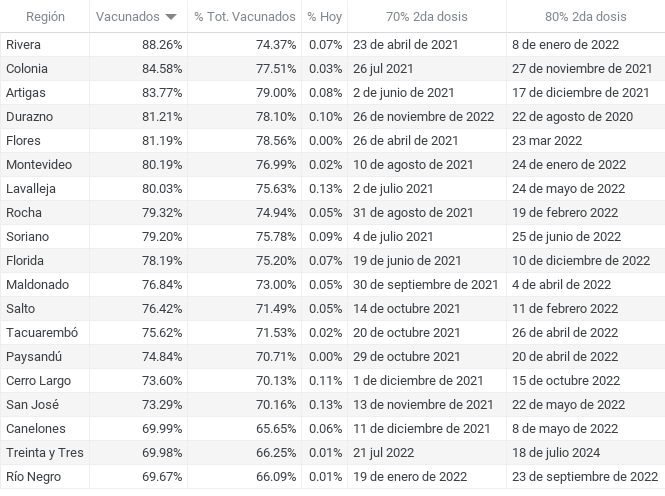 Región Vacunados % Tot. Vacunados % Hoy 70% 2da dosis 80% 2da dosis
Rivera 88.26% 74.37% 0.07% 23 de abril de 2021 8 de enero de 2022
Colonia 84.58% 77.51% 0.03% 26 jul 2021 27 de noviembre de 2021
Artigas 83.77% 79.00% 0.08% 2 de junio de 2021 17 de diciembre de 2021
Durazno 81.21% 78.10% 0.10% 26 de noviembre de 2022 22 de agosto de 2020
Flores 81.19% 78.56% 0.00% 26 de abril de 2021 23 mar 2022
Montevideo 80.19% 76.99% 0.02% 10 de agosto de 2021 24 de enero de 2022
Lavalleja 80.03% 75.63% 0.13% 2 de julio 2021 24 de mayo de 2022
Rocha 79.32% 74.94% 0.05% 31 de agosto de 2021 19 de febrero 2022
Soriano 79.20% 75.78% 0.09% 4 de julio 2021 25 de junio de 2022
Florida 78.19% 75.20% 0.07% 19 de junio de 2021 10 de diciembre de 2022
Maldonado 76.84% 73.00% 0.05% 30 de septiembre de 2021 4 de abril de 2022
Salto 76.42% 71.49% 0.05% 14 de octubre 2021 11 de febrero 2022
Tacuarembó 75.62% 71.53% 0.02% 20 de octubre 2021 26 de abril de 2022
Paysandú 74.84% 70.71% 0.00% 29 de octubre 2021 20 de abril de 2022
Cerro Largo 73.60% 70.13% 0.11% 1 de diciembre de 2021 15 de octubre 2022
San José 73.29% 70.16% 0.13% 13 de noviembre de 2021 22 de mayo de 2022
Canelones 69.99% 65.65% 0.06% 11 de diciembre de 2021 8 de mayo de 2022
Treinta y Tres 69.98% 66.25% 0.01% 21 jul 2022 18 de julio 2024
Río Negro 69.67% 66.09% 0.01% 19 de enero de 2022 23 de septiembre de 2022